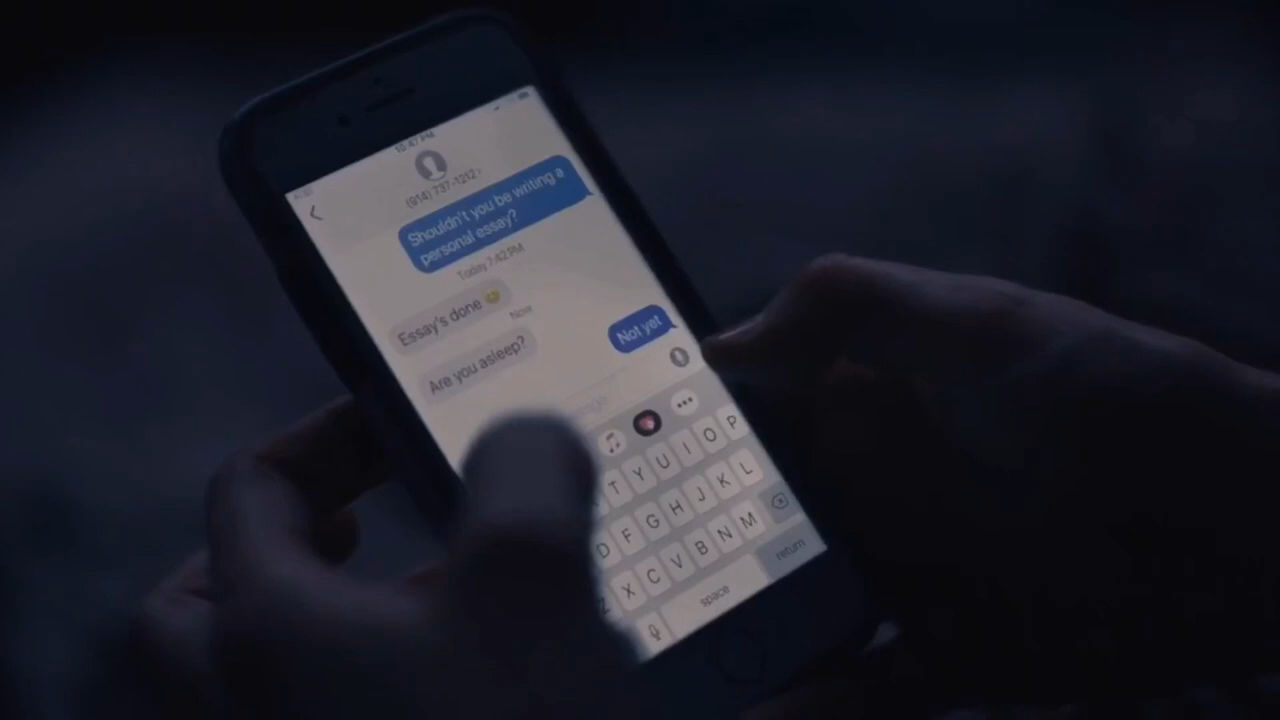 10:47 PM
(914) 737-1212 ›
Shouldn't you be writing a
personal essay?
Today 7:42 PM
Essay's done 😊
Now
Are you asleep?
Not yet
T Y U I O P
D F G H J K L
Z X C V B N M
space
return